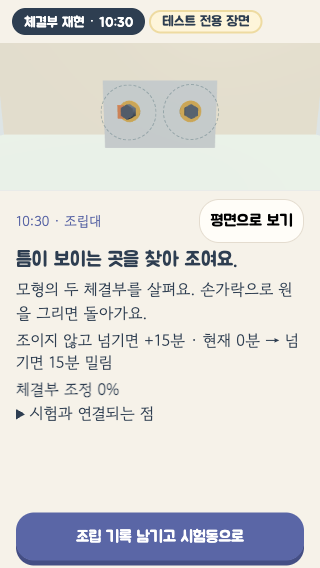 체결부 재현 · 10:30
테스트 전용 장면
10:30 · 조립대
평면으로 보기
틈이 보이는 곳을 찾아 조여요.
모형의 두 체결부를 살펴요. 손가락으로 원
을 그리면 돌아가요.
조이지 않고 넘기면 +15분 · 현재 0분 → 넘
기면 15분 밀림
체결부 조정 0%
▶ 시험과 연결되는 점
조립 기록 남기고 시험동으로